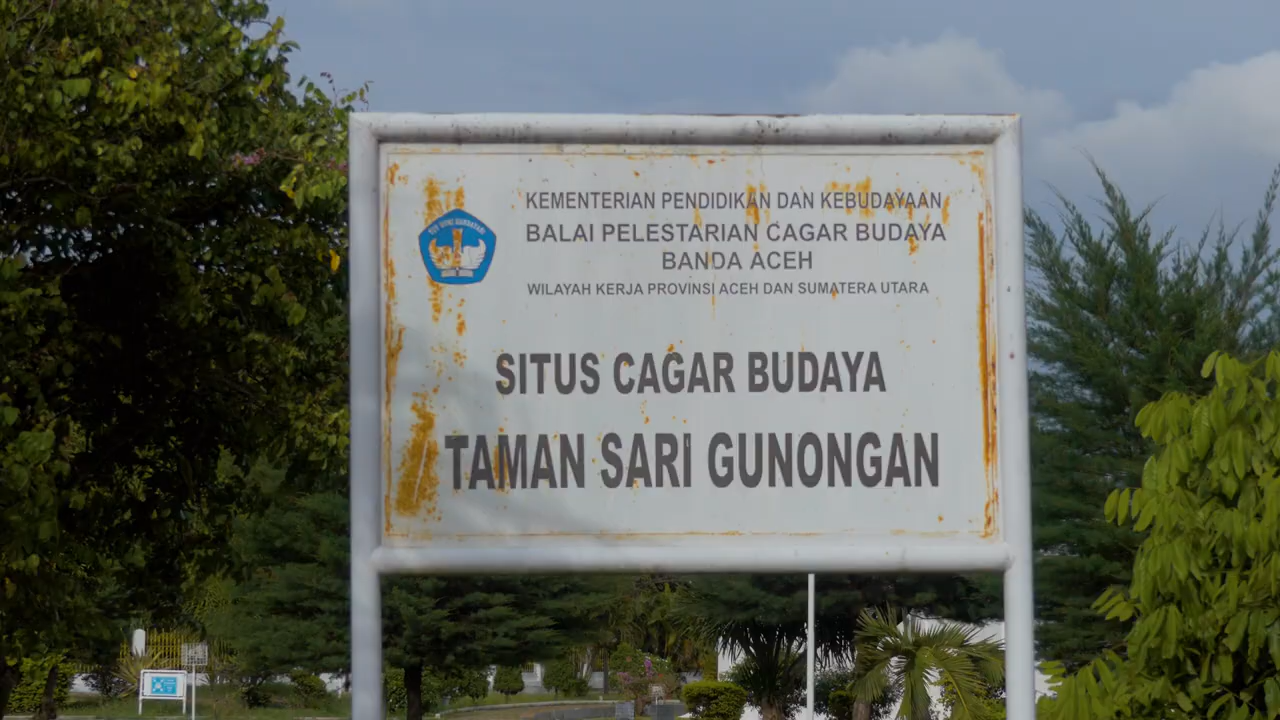 KEMENTERIAN PENDIDIKAN DAN KEBUDAYAAN
BALAI PELESTARIAN CAGAR BUDAYA
BANDA ACEH
WILAYAH KERJA PROVINSI ACEH DAN SUMATERA UTARA
SITUS CAGAR BUDAYA
TAMAN SARI GUNONGAN